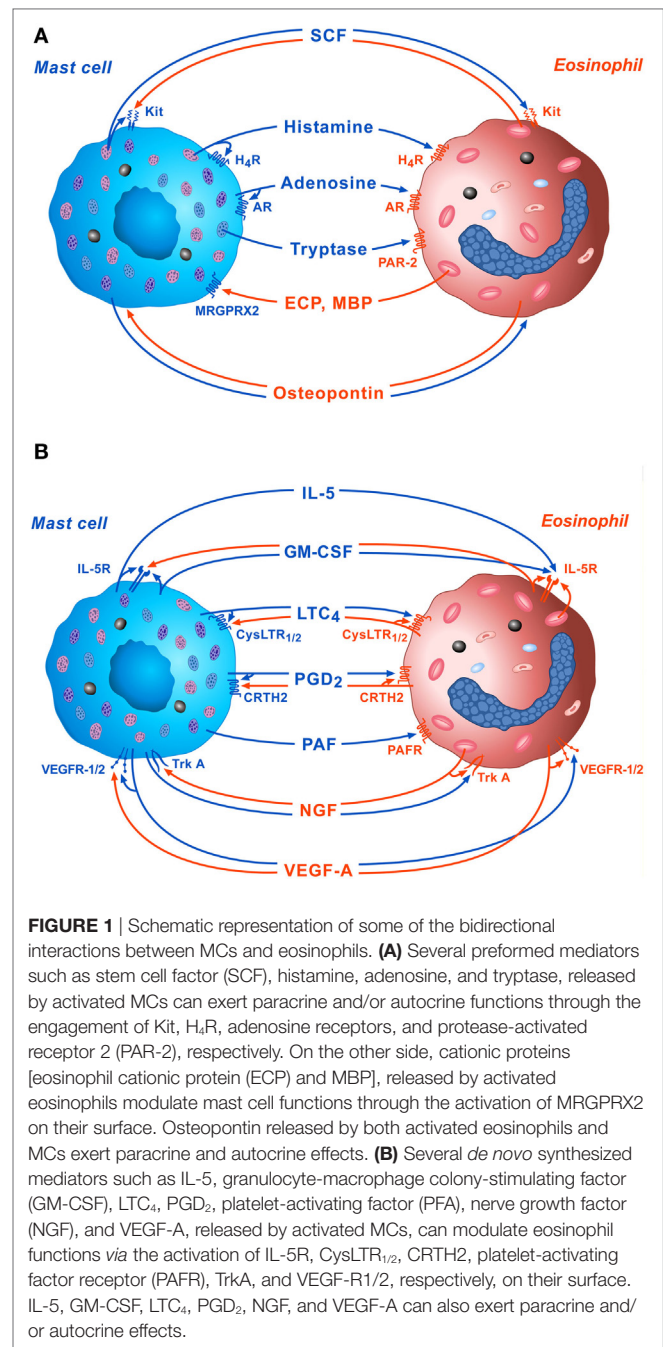 A
SCF
Mast cell
Eosinophil
Kit
Kit
Histamine
H₄R
H₄R
Adenosine
AR
AR
Tryptase
PAR-2
MRGPRX2
ECP, MBP
Osteopontin
B
IL-5
Mast cell
Eosinophil
GM-CSF
IL-5R
IL-5R
LTC₄
CysLTR₁/₂
CysLTR₁/₂
PGD₂
CRTH2
CRTH2
PAF
PAFR
VEGFR-1/2
Trk A
Trk A
VEGFR-1/2
NGF
VEGF-A
FIGURE 1 | Schematic representation of some of the bidirectional
interactions between MCs and eosinophils. (A) Several preformed mediators
such as stem cell factor (SCF), histamine, adenosine, and tryptase, released
by activated MCs can exert paracrine and/or autocrine functions through the
engagement of Kit, H₄R, adenosine receptors, and protease-activated
receptor 2 (PAR-2), respectively. On the other side, cationic proteins
[eosinophil cationic protein (ECP) and MBP], released by activated
eosinophils modulate mast cell functions through the activation of MRGPRX2
on their surface. Osteopontin released by both activated eosinophils and
MCs exert paracrine and autocrine effects. (B) Several de novo synthesized
mediators such as IL-5, granulocyte-macrophage colony-stimulating factor
(GM-CSF), LTC₄, PGD₂, platelet-activating factor (PFA), nerve growth factor
(NGF), and VEGF-A, released by activated MCs, can modulate eosinophil
functions via the activation of IL-5R, CysLTR₁/₂, CRTH2, platelet-activating
factor receptor (PAFR), TrkA, and VEGF-R1/2, respectively, on their surface.
IL-5, GM-CSF, LTC₄, PGD₂, NGF, and VEGF-A can also exert paracrine and/
or autocrine effects.